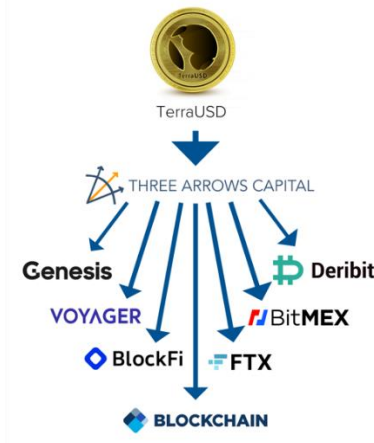 TerraUSD
TerraUSD
THREE ARROWS CAPITAL
Genesis
Deribit
VOYAGER
BitMEX
BlockFi
FTX
BLOCKCHAIN